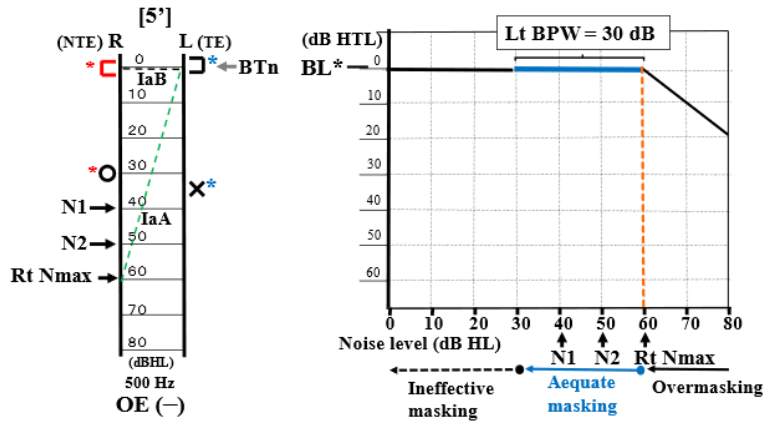 [5’]
(NTE) R L (TE)
* ⊏ 0 ⊐ * BTn
IaB
10
20
* O 30
X *
N1 40
IaA
N2 50
Rt Nmax 60
70
80
(dBHL)
500 Hz
OE (−)
Lt BPW = 30 dB
(dB HTL)
BL* 0
10
20
30
40
50
60
0 10 20 30 40 50 60 70 80
Noise level (dB HL)
N1 N2 Rt Nmax
Ineffective masking
Aequate masking
Overmasking